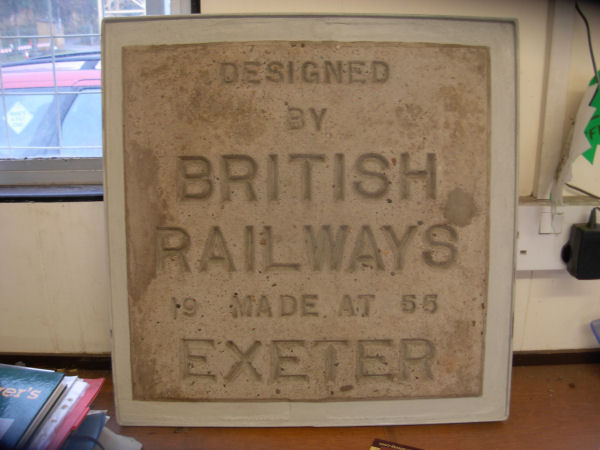 DESIGNED
BY
BRITISH
RAILWAYS
19 MADE AT 55
EXETER